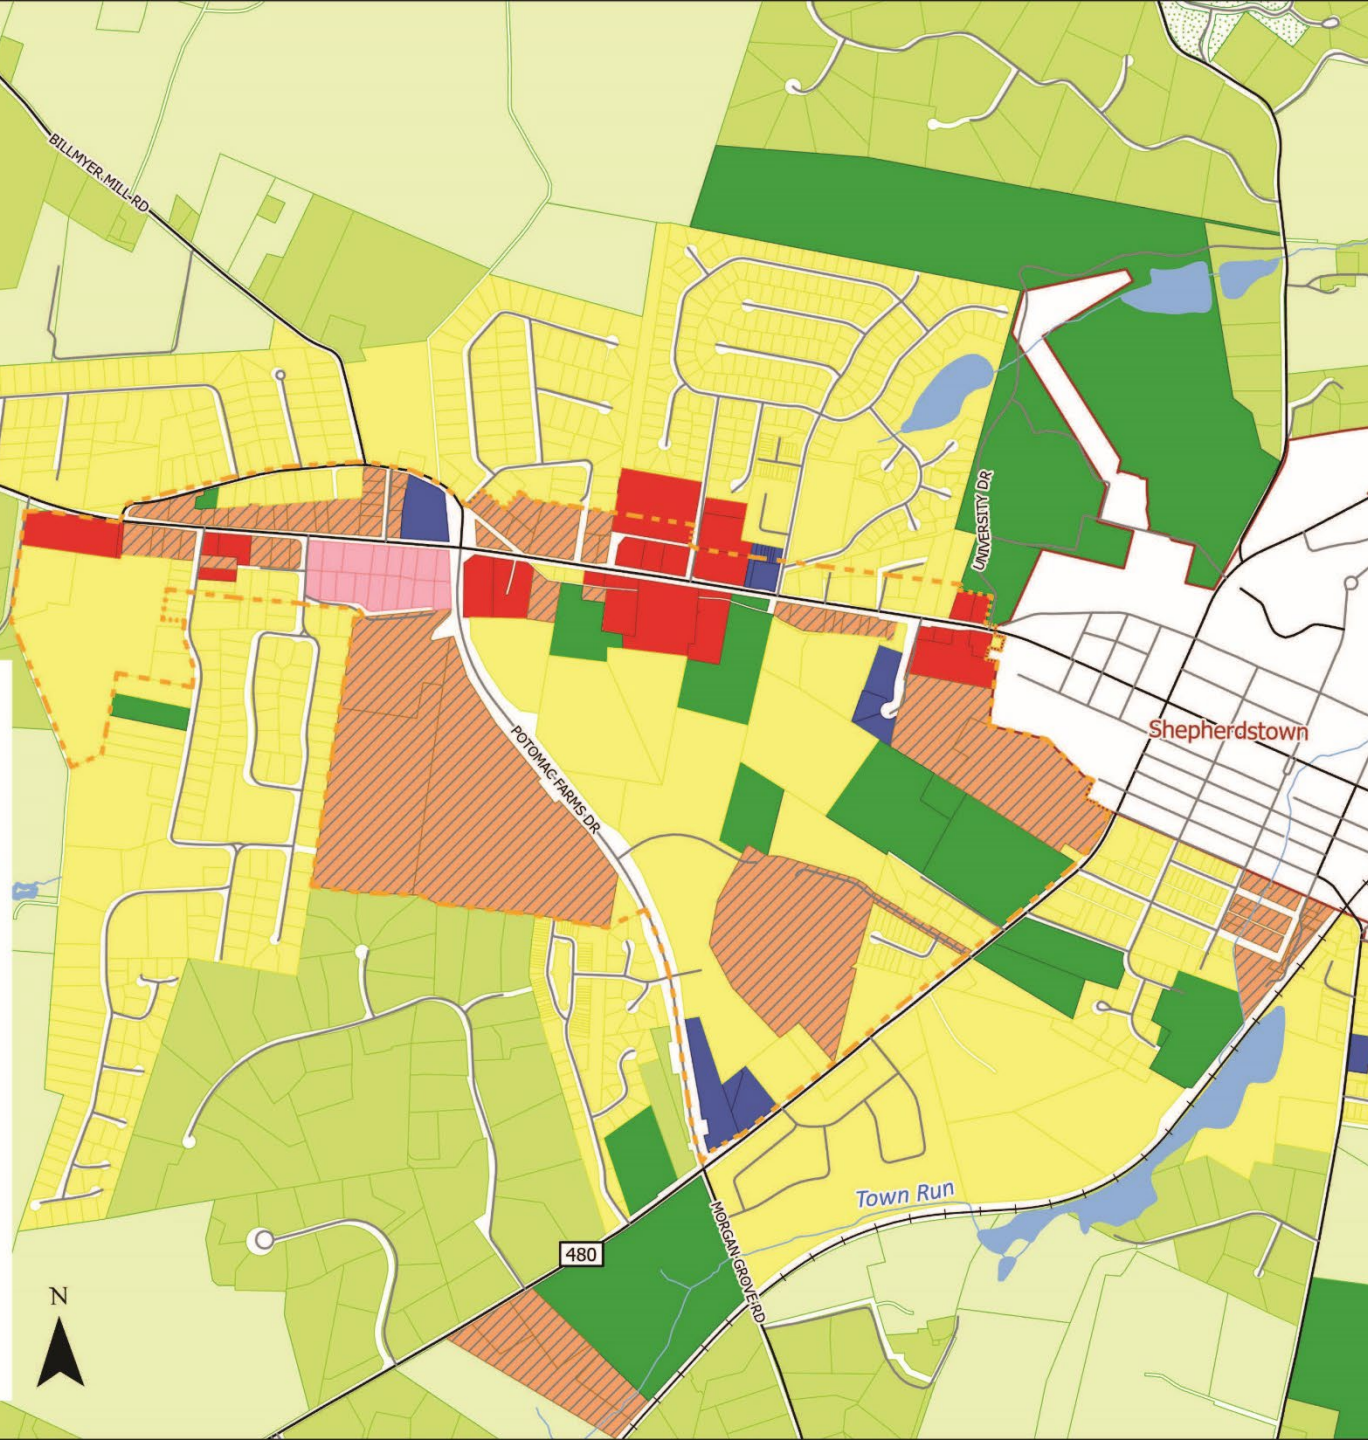 BILLMYER MILL RD
UNIVERSITY DR
Shepherdstown
POTOMAC FARMS DR
Town Run
480
MORGAN GROVE RD
N